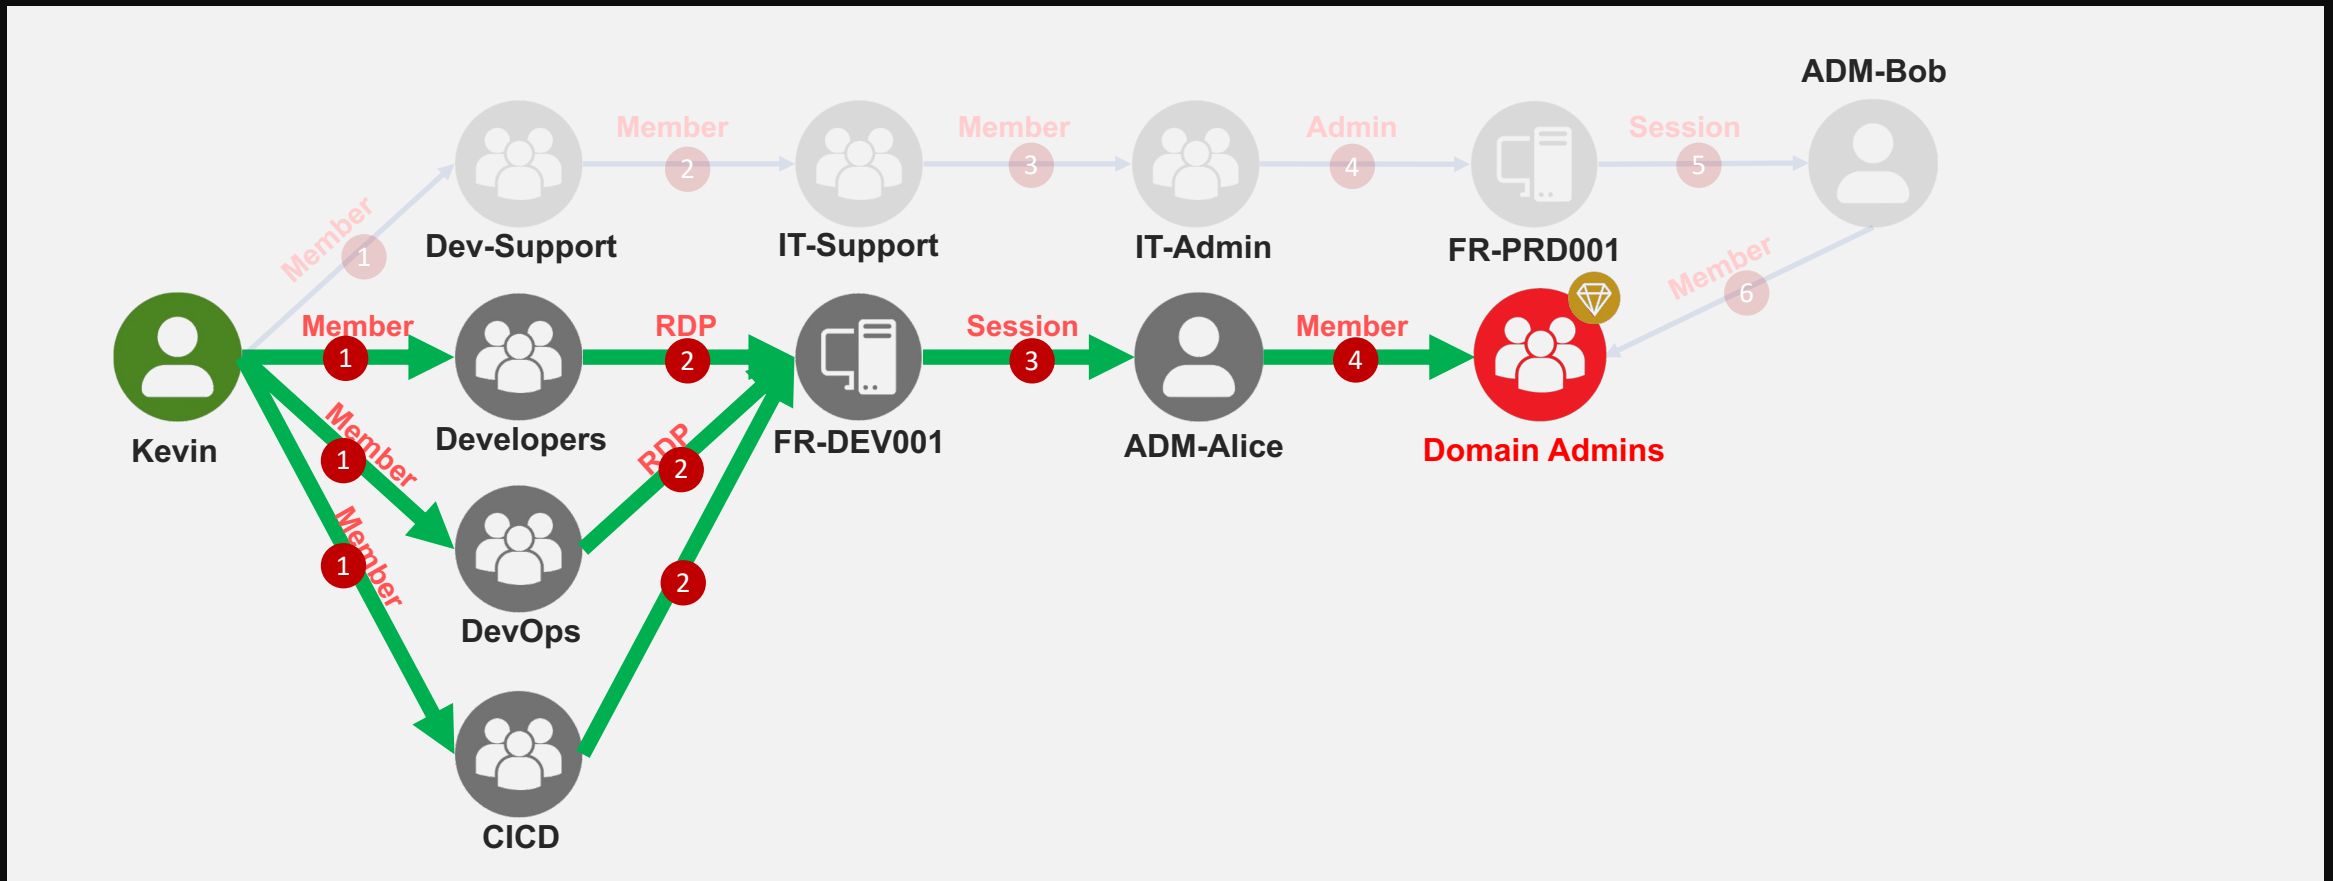 ADM-Bob
Member
Member
Admin
Session
2
3
4
5
Member
1
Dev-Support
IT-Support
IT-Admin
FR-PRD001
Member
6
Member
RDP
Session
Member
1
2
3
4
Kevin
Developers
FR-DEV001
ADM-Alice
Domain Admins
Member
1
RDP
2
Member
1
2
DevOps
CICD